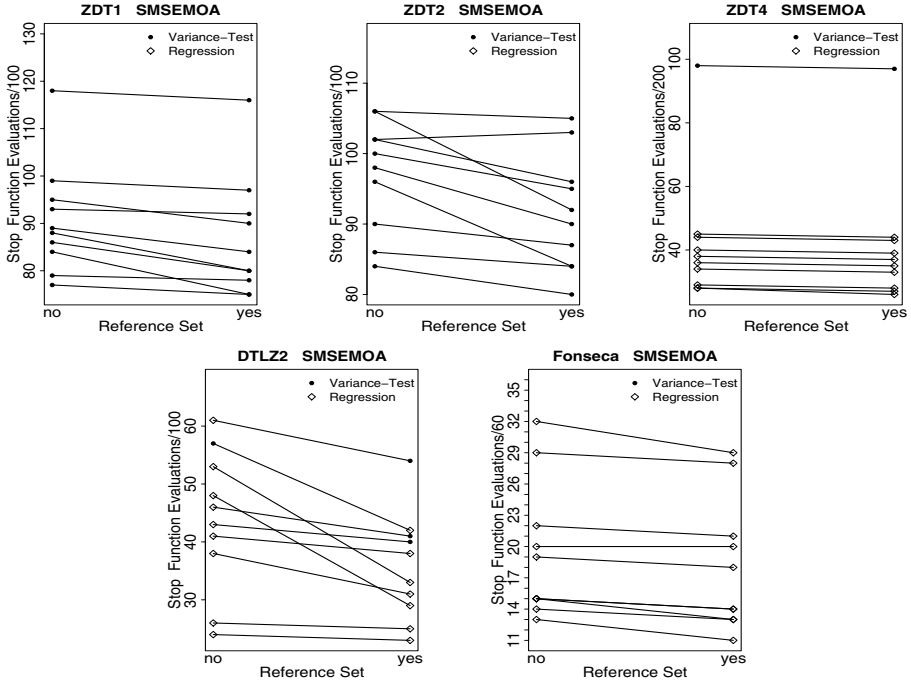 ZDT1 SMSEMOA
Variance−Test
Regression
Stop Function Evaluations/100
130
120
110
100
90
80
no yes
Reference Set
ZDT2 SMSEMOA
Variance−Test
Regression
Stop Function Evaluations/100
110
100
90
80
no yes
Reference Set
ZDT4 SMSEMOA
Variance−Test
Regression
Stop Function Evaluations/200
100
80
60
40
no yes
Reference Set
DTLZ2 SMSEMOA
Variance−Test
Regression
Stop Function Evaluations/100
60
50
40
30
no yes
Reference Set
Fonseca SMSEMOA
Variance−Test
Regression
Stop Function Evaluations/60
35
32
29
26
23
20
17
14
11
no yes
Reference Set